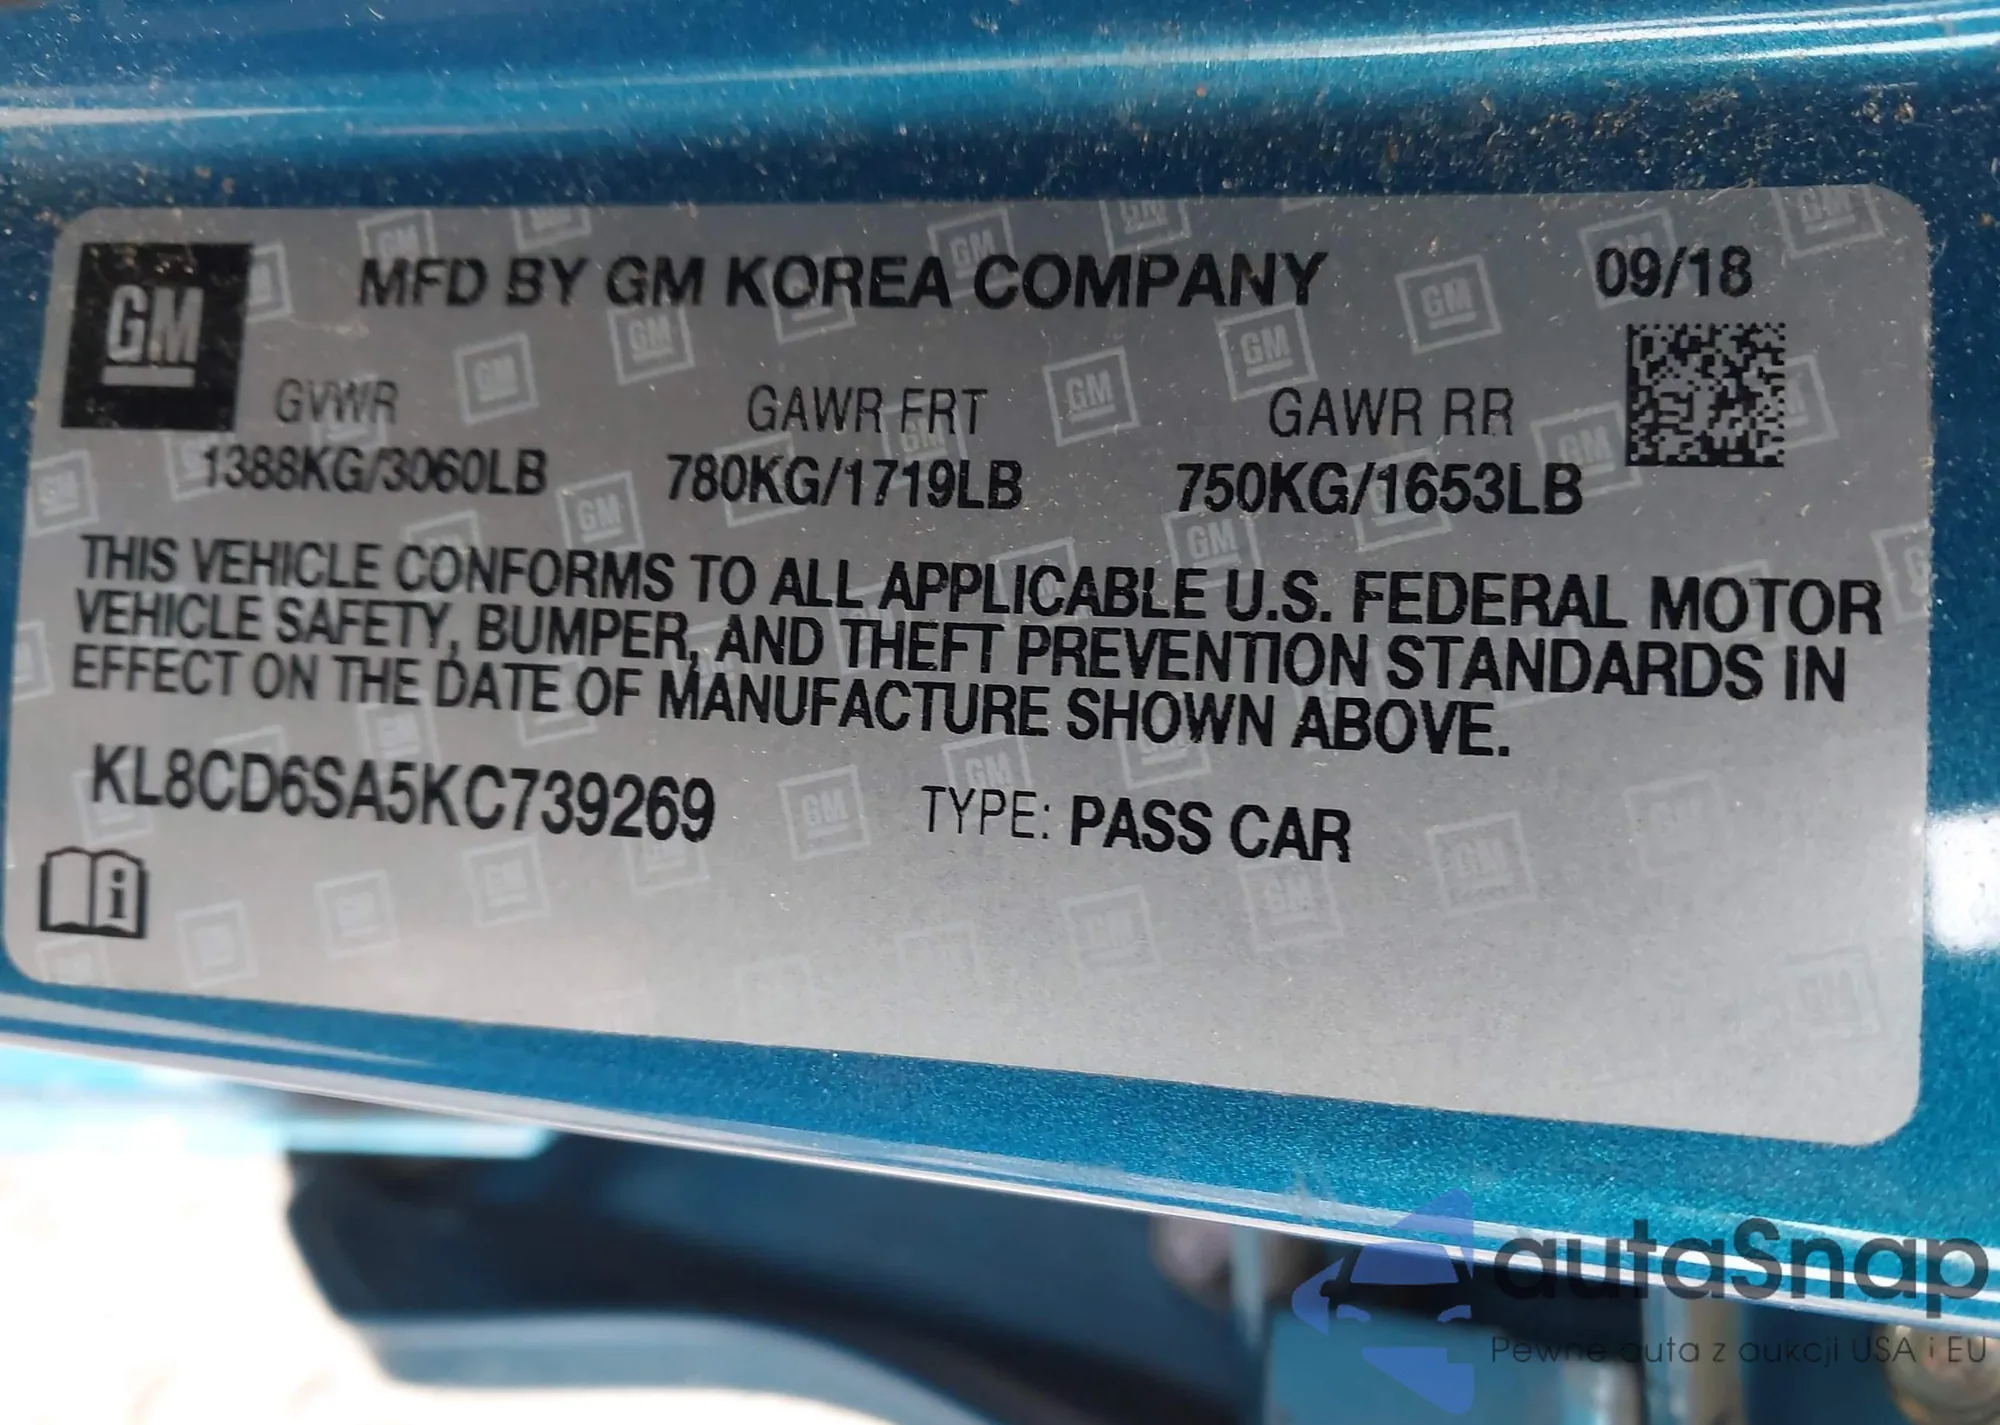 GM
MFD BY GM KOREA COMPANY 09/18
GVWR GAWR FRT GAWR RR
1388KG/3060LB 780KG/1719LB 750KG/1653LB
THIS VEHICLE CONFORMS TO ALL APPLICABLE U.S. FEDERAL MOTOR
VEHICLE SAFETY, BUMPER, AND THEFT PREVENTION STANDARDS IN
EFFECT ON THE DATE OF MANUFACTURE SHOWN ABOVE.
KL8CD6SA5KC739269 TYPE: PASS CAR
autaSnap
Pewne auta z aukcji USA i EU